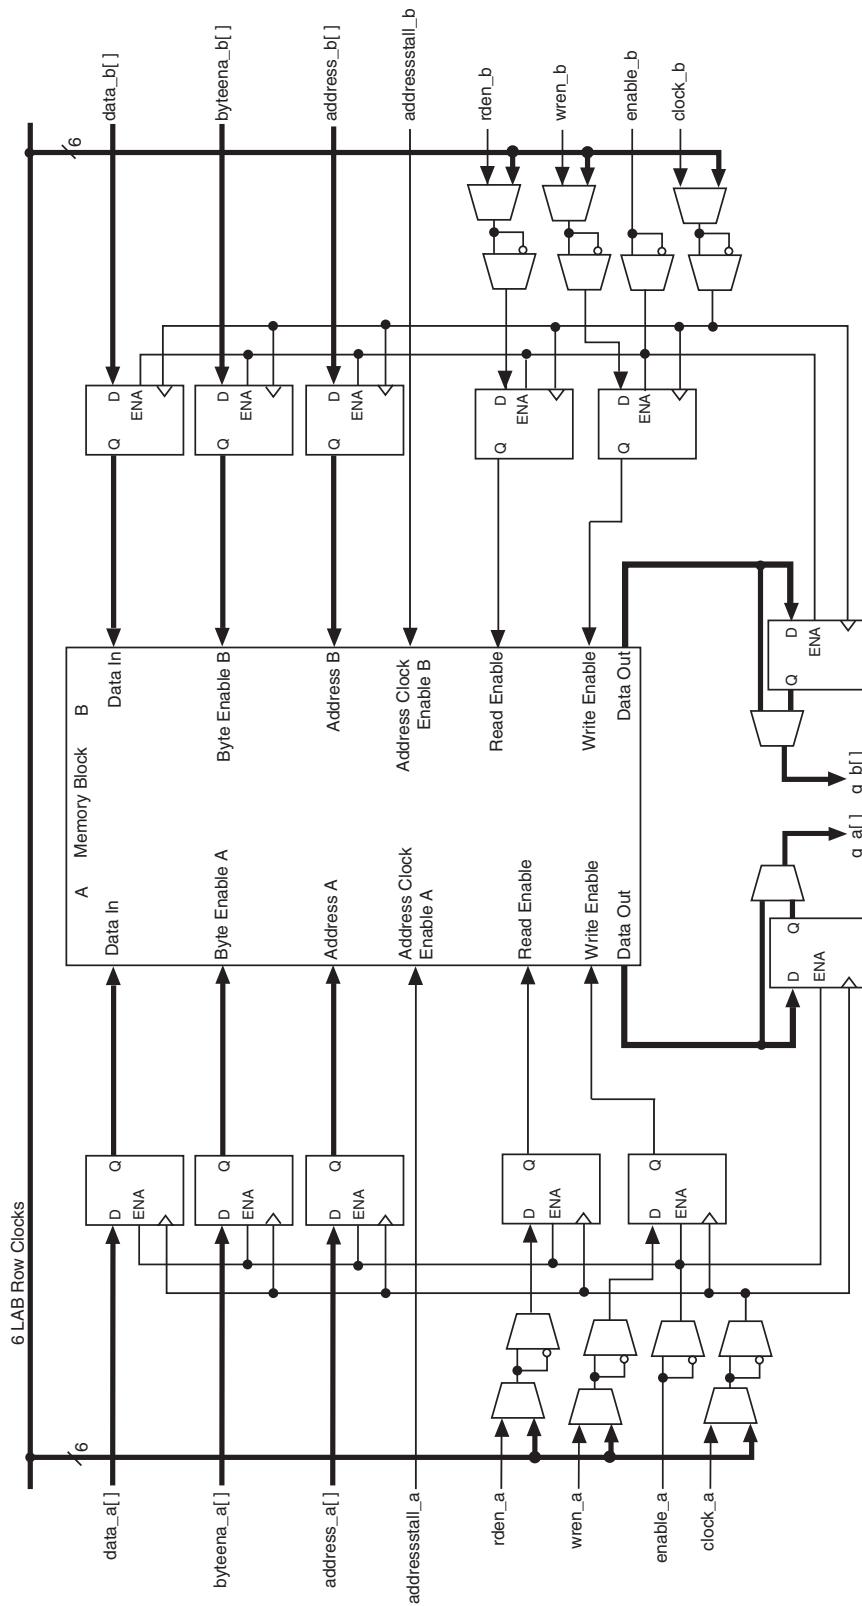 6 LAB Row Clocks
6
6
A
Memory Block
B
data_a[ ]
D
Q
Data In
Data In
Q
D
data_b[ ]
ENA
ENA
byteena_a[ ]
D
Q
Byte Enable A
Byte Enable B
Q
D
byteena_b[ ]
ENA
ENA
address_a[ ]
D
Q
Address A
Address B
Q
D
address_b[ ]
ENA
ENA
addressstall_a
Address Clock
Enable A
Address Clock
Enable B
addressstall_b
rden_a
D
Q
Read Enable
Read Enable
Q
D
rden_b
ENA
ENA
wren_a
Write Enable
Write Enable
wren_b
D
Q
Q
D
enable_a
ENA
ENA
enable_b
Data Out
Data Out
clock_a
clock_b
D
Q
Q
D
ENA
ENA
q_a[ ]
q_b[ ]